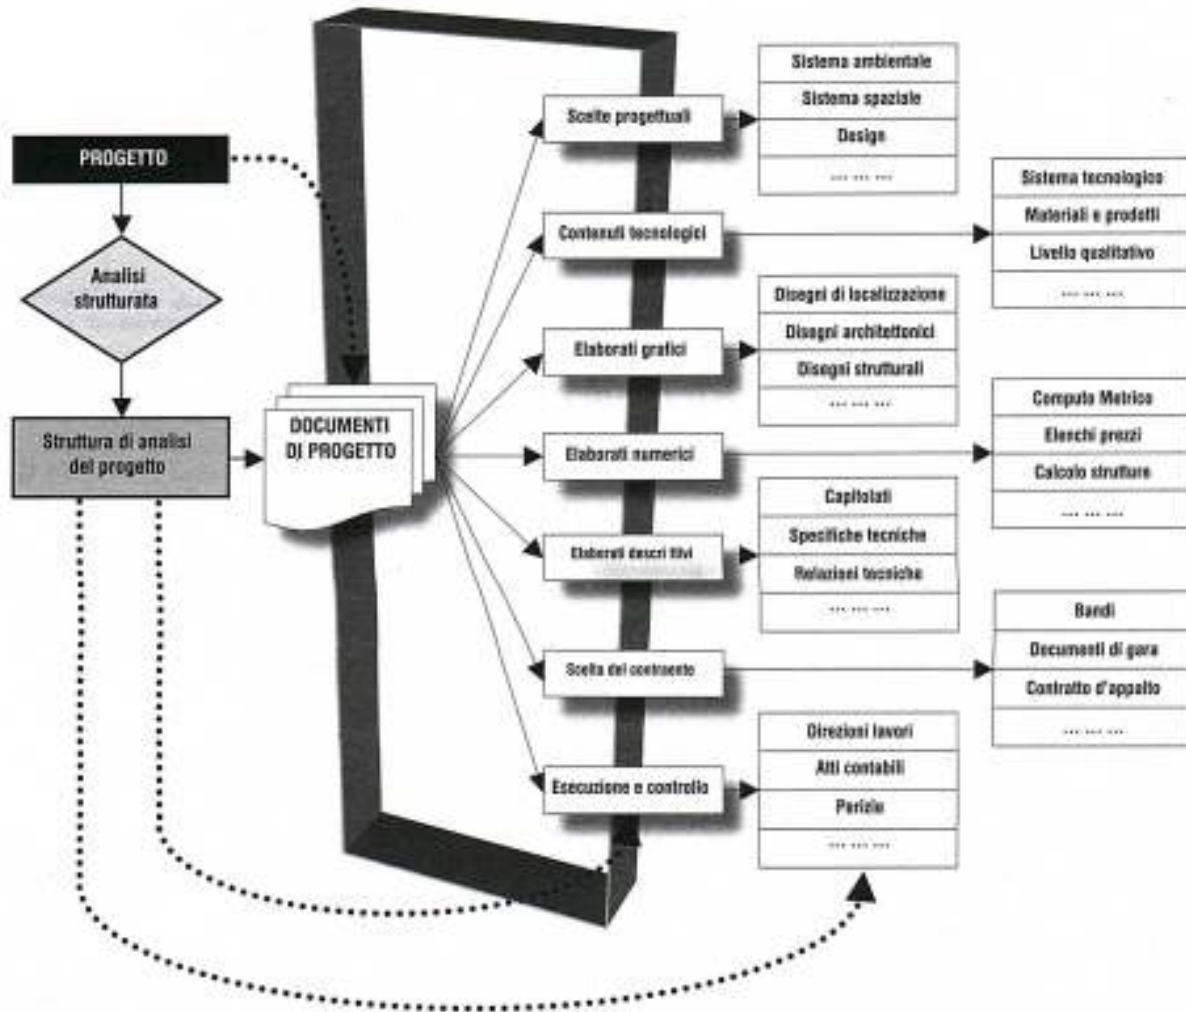 PROGETTO
Analisi
strutturata
Struttura di analisi
del progetto
DOCUMENTI
DI PROGETTO
Scelte progettuali
Sistema ambientale
Sistema spaziale
Design
... ... ...
Contenuti tecnologici
Sistema tecnologico
Materiali e prodotti
Livello qualitativo
... ... ...
Elaborati grafici
Disegni di localizzazione
Disegni architettonici
Disegni strutturali
... ... ...
Elaborati numerici
Computo Metrico
Elenchi prezzi
Calcolo strutture
... ... ...
Elaborati descri ttivi
Capitolati
Specifiche tecniche
Relazioni tecniche
... ... ...
Scelta del contraente
Bandi
Documenti di gara
Contratto d'appalto
... ... ...
Esecuzione e controllo
Direzioni lavori
Atti contabili
Perizie
... ... ...